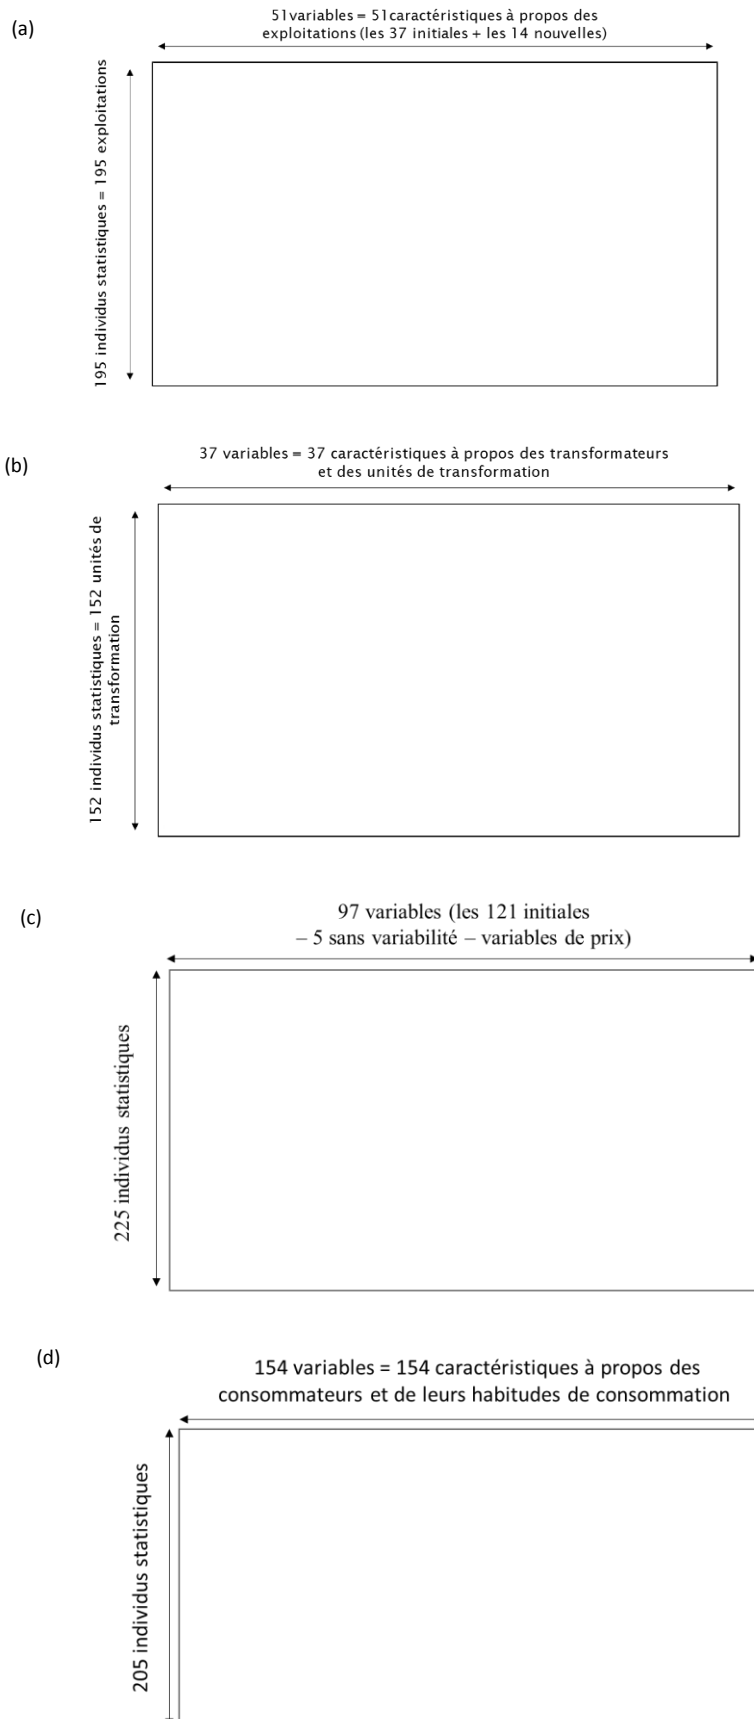 (a)
51variables = 51caractéristiques à propos des
exploitations (les 37 initiales + les 14 nouvelles)
195 individus statistiques = 195 exploitations
(b)
37 variables = 37 caractéristiques à propos des transformateurs
et des unités de transformation
152 individus statistiques = 152 unités de
transformation
(c)
97 variables (les 121 initiales
– 5 sans variabilité – variables de prix)
225 individus statistiques
(d)
154 variables = 154 caractéristiques à propos des
consommateurs et de leurs habitudes de consommation
205 individus statistiques